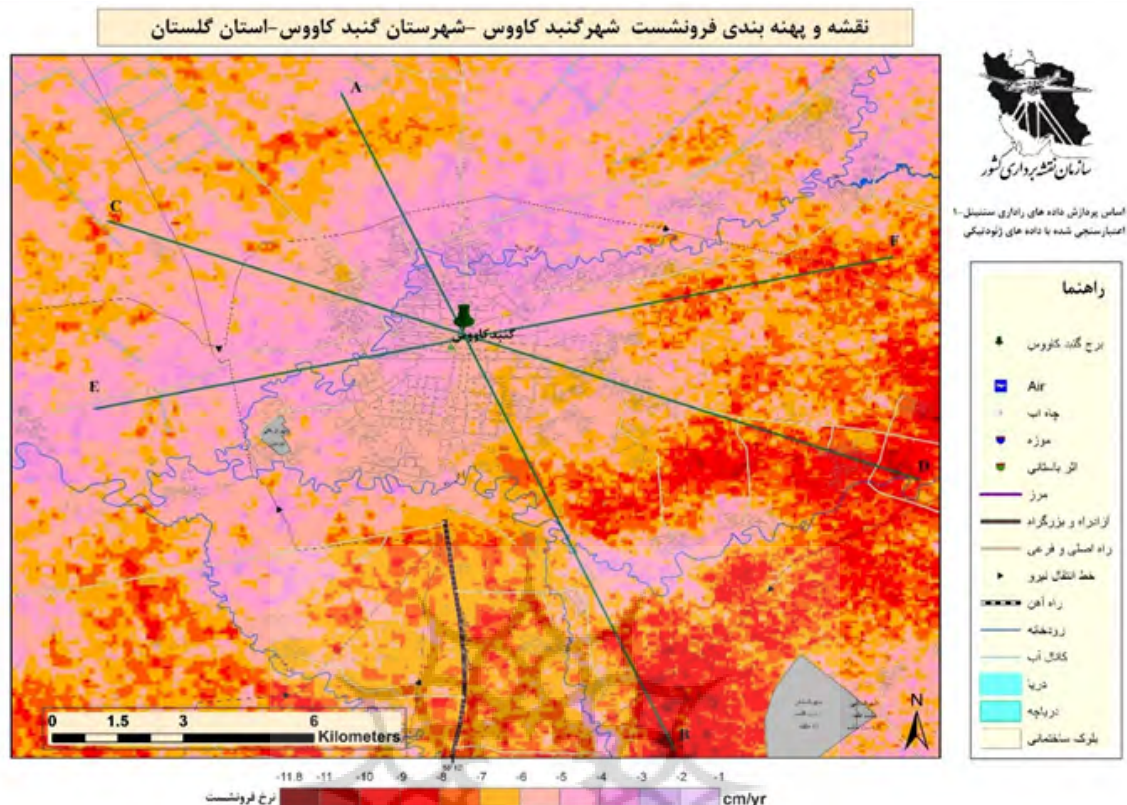 نقشه و پهنه بندی فرونشست شهرگنبد کاووس -شهرستان گنبد کاووس-استان گلستان
سازمان نقشه برداری کشور
اساس پردازش داده های راداری سنتینل-۱
اعتبارسنجی شده با داده های ژئودتیکی
A
C
F
گنبدکاووس
E
D
B
راهنما
برج گنبد کاووس
Air
چاه آب
موزه
اثر باستانی
مرز
آزادراه و بزرگراه
راه اصلی و فرعی
خط انتقال نیرو
راه آهن
رودخانه
کانال آب
دریا
دریاچه
بلوک ساختمانی
N
0 1.5 3 6
Kilometers
-11.8 -11 -10 -9 -8 -7 -6 -5 -4 -3 -2 -1
نرخ فرونشست
cm/yr